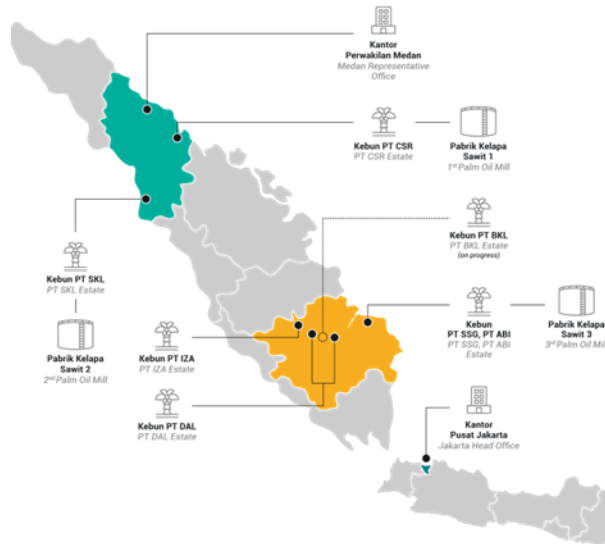 Kantor
Perwakilan Medan
Medan Representative
Office
Kebun PT CSR
PT CSR Estate
Pabrik Kelapa
Sawit 1
1st Palm Oil Mill
Kebun PT BKL
PT BKL Estate
(on progress)
Kebun PT SKL
PT SKL Estate
Kebun
PT SSG, PT ABI
PT SSG, PT ABI
Estate
Pabrik Kelapa
Sawit 3
3rd Palm Oil Mill
Pabrik Kelapa
Sawit 2
2nd Palm Oil Mill
Kebun PT IZA
PT IZA Estate
Kebun PT DAL
PT DAL Estate
Kantor
Pusat Jakarta
Jakarta Head Office